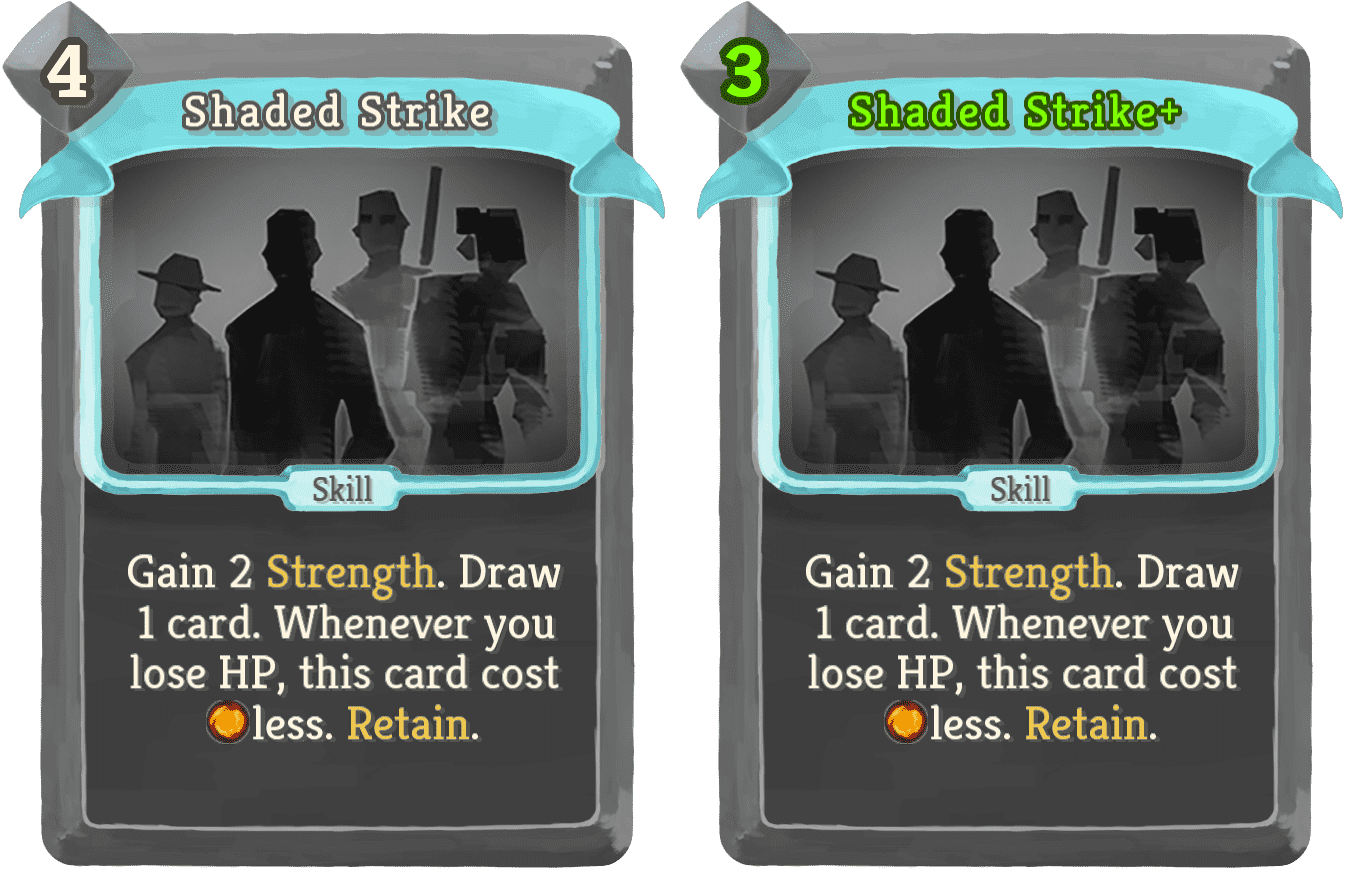 4
Shaded Strike
Skill
Gain 2 Strength. Draw
1 card. Whenever you
lose HP, this card cost
less. Retain.
3
Shaded Strike+
Skill
Gain 2 Strength. Draw
1 card. Whenever you
lose HP, this card cost
less. Retain.